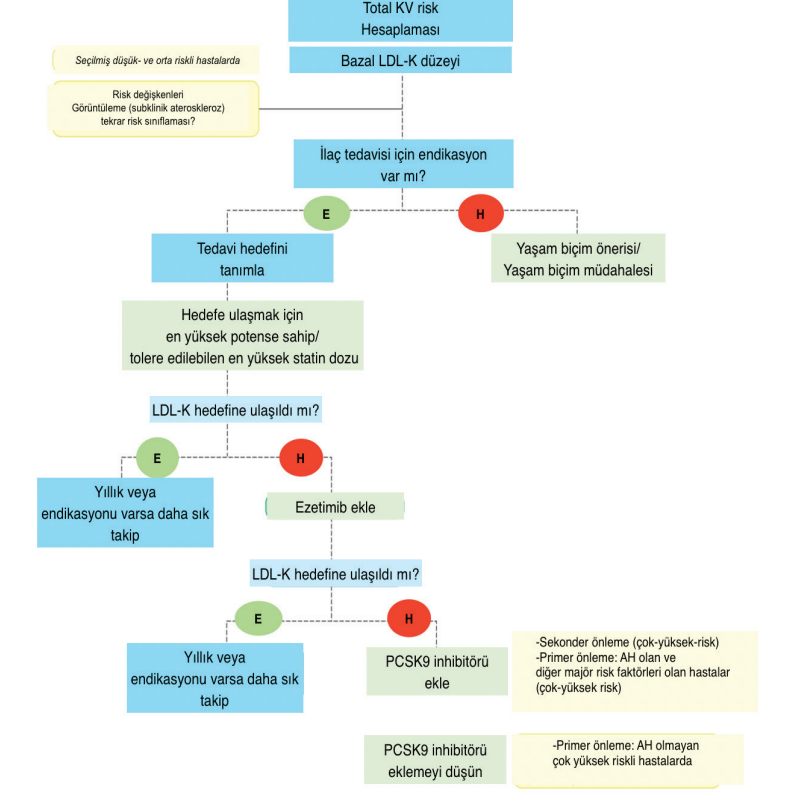 Total KV risk
Hesaplaması
Seçilmiş düşük- ve orta riskli hastalarda
Bazal LDL-K düzeyi
Risk değişkenleri
Görüntüleme (subklinik ateroskleroz)
tekrar risk sınıflaması?
İlaç tedavisi için endikasyon
var mı?
E
H
Tedavi hedefini
tanımla
Yaşam biçim önerisi/
Yaşam biçim müdahalesi
Hedefe ulaşmak için
en yüksek potense sahip/
tolere edilebilen en yüksek statin dozu
LDL-K hedefine ulaşıldı mı?
E
H
Yıllık veya
endikasyonu varsa daha sık
takip
Ezetimib ekle
LDL-K hedefine ulaşıldı mı?
E
H
Yıllık veya
endikasyonu varsa daha sık
takip
PCSK9 inhibitörü
ekle
-Sekonder önleme (çok-yüksek-risk)
-Primer önleme: AH olan ve
diğer majör risk faktörleri olan hastalar
(çok-yüksek risk)
PCSK9 inhibitörü
eklemeyi düşün
-Primer önleme: AH olmayan
çok yüksek riskli hastalarda